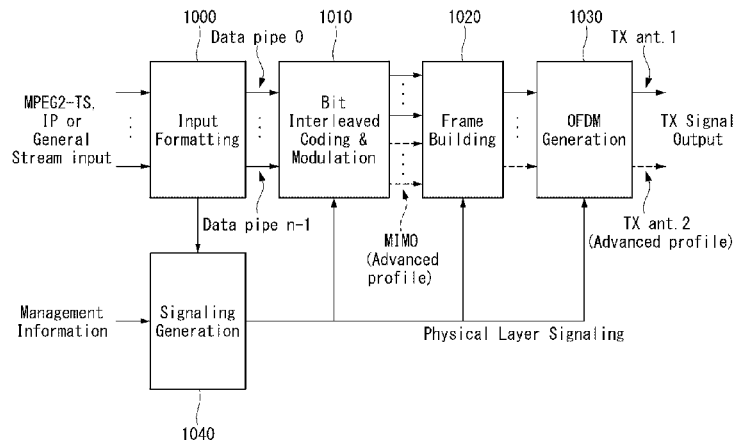 1000
Data pipe 0
1010
1020
1030
TX ant.1
MPEG2-TS,
IP or
General
Stream input
Input
Formatting
Bit
Interleaved
Coding &
Modulation
Frame
Building
OFDM
Generation
TX Signal
Output
Data pipe n-1
MIMO
(Advanced
profile)
TX ant.2
(Advanced profile)
Management
Information
Signaling
Generation
Physical Layer Signaling
1040